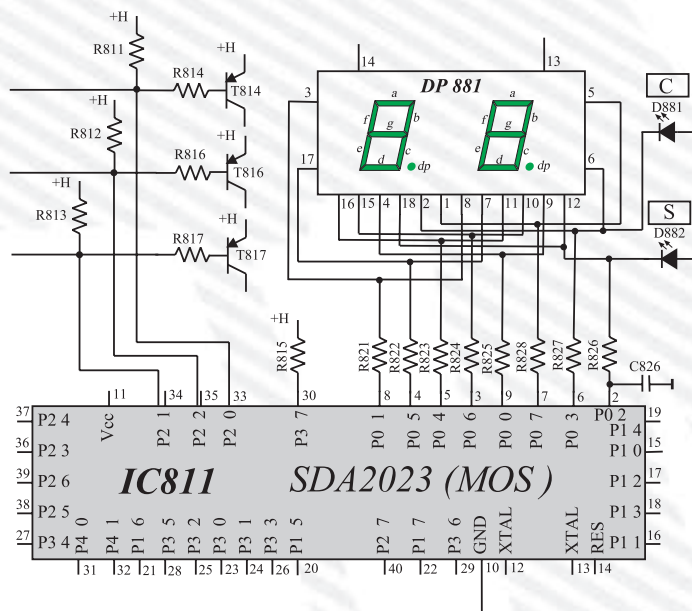 +H
R811
+H
14
13
R814
T814
DP 881
C
D881
3
a
f
b
g
e
c
d
dp
a
f
b
g
e
c
d
dp
5
+H
R812
+H
R816
T816
17
6
+H
R813
+H
R817
T817
16 15 4 18 2 1 8 7 11 10 9 12
S
D882
+H
R815
R821
R822
R823
R824
R825
R828
R827
R826
C826
11
34
35
33
30
8
4
5
3
9
7
6
2
37
P2 4
Vcc
P2 1
P2 2
P2 0
P3 7
P0 1
P0 5
P0 4
P0 6
P0 0
P0 7
P0 3
P0 2
P1 4
19
36
P2 3
P1 0
15
39
P2 6
IC811
SDA2023 (MOS )
P1 2
17
38
P2 5
P1 3
18
27
P3 4
P4 0
P4 1
P1 6
P3 5
P3 2
P3 0
P3 1
P3 3
P1 5
P2 7
P1 7
P3 6
GND
XTAL
XTAL
RES
P1 1
16
31
32
21
28
25
23
24
26
20
40
22
29
10
12
13
14